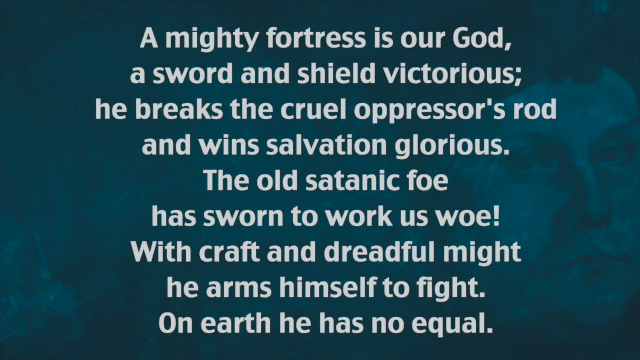 A mighty fortress is our God,
a sword and shield victorious;
he breaks the cruel oppressor's rod
and wins salvation glorious.
The old satanic foe
has sworn to work us woe!
With craft and dreadful might
he arms himself to fight.
On earth he has no equal.